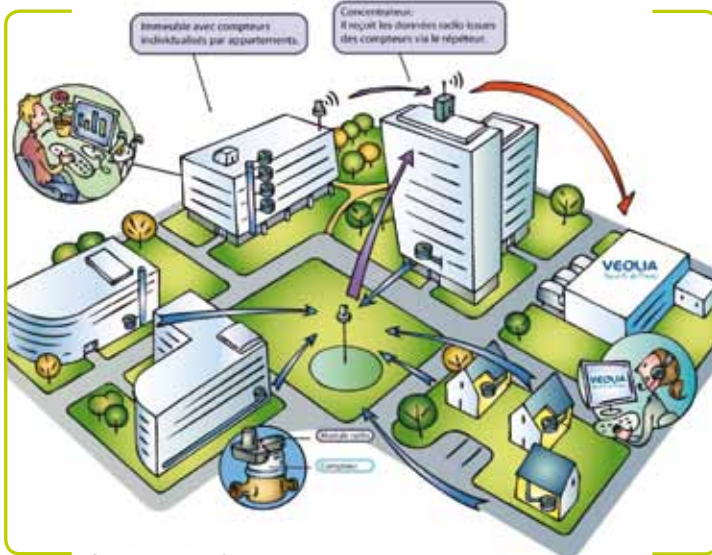 Immeuble avec compteurs
individualisés par appartements.
Concentrateur:
Il reçoit les données radio issues
des compteurs via le répéteur.
VEOLIA
VEOLIA
Module radio
Compteur